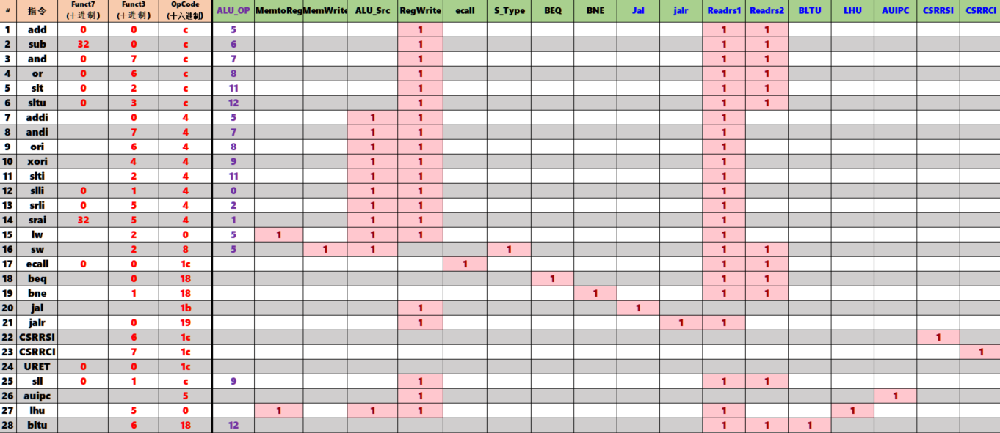 # 指令 Funct7 (十进制) Funct3 (十进制) OpCode (十六进制) ALU_OP MemtoReg MemWrite ALU_Src RegWrite ecall S_Type BEQ BNE Jal jalr Readrs1 Readrs2 BLTU LHU AUIPC CSRRSI CSRRCI
1 add 0 0 c 5 1 1 1
2 sub 32 0 c 6 1 1 1
3 and 0 7 c 7 1 1 1
4 or 0 6 c 8 1 1 1
5 slt 0 2 c 11 1 1 1
6 sltu 0 3 c 12 1 1 1
7 addi 0 4 5 1 1 1
8 andi 7 4 7 1 1 1
9 ori 6 4 8 1 1 1
10 xori 4 4 9 1 1 1
11 slti 2 4 11 1 1 1
12 slli 0 1 4 0 1 1 1
13 srli 0 5 4 2 1 1 1
14 srai 32 5 4 1 1 1 1
15 lw 2 0 5 1 1 1 1
16 sw 2 8 5 1 1 1 1 1
17 ecall 0 0 1c 1 1 1
18 beq 0 18 1 1 1
19 bne 1 18 1 1 1
20 jal 1b 1 1
21 jalr 0 19 1 1 1
22 CSRRSI 6 1c 1
23 CSRRCI 7 1c 1
24 URET 0 0 1c
25 sll 0 1 c 9 1 1 1
26 auipc 5 1 1
27 lhu 5 0 1 1 1 1 1
28 bltu 6 18 12 1 1 1